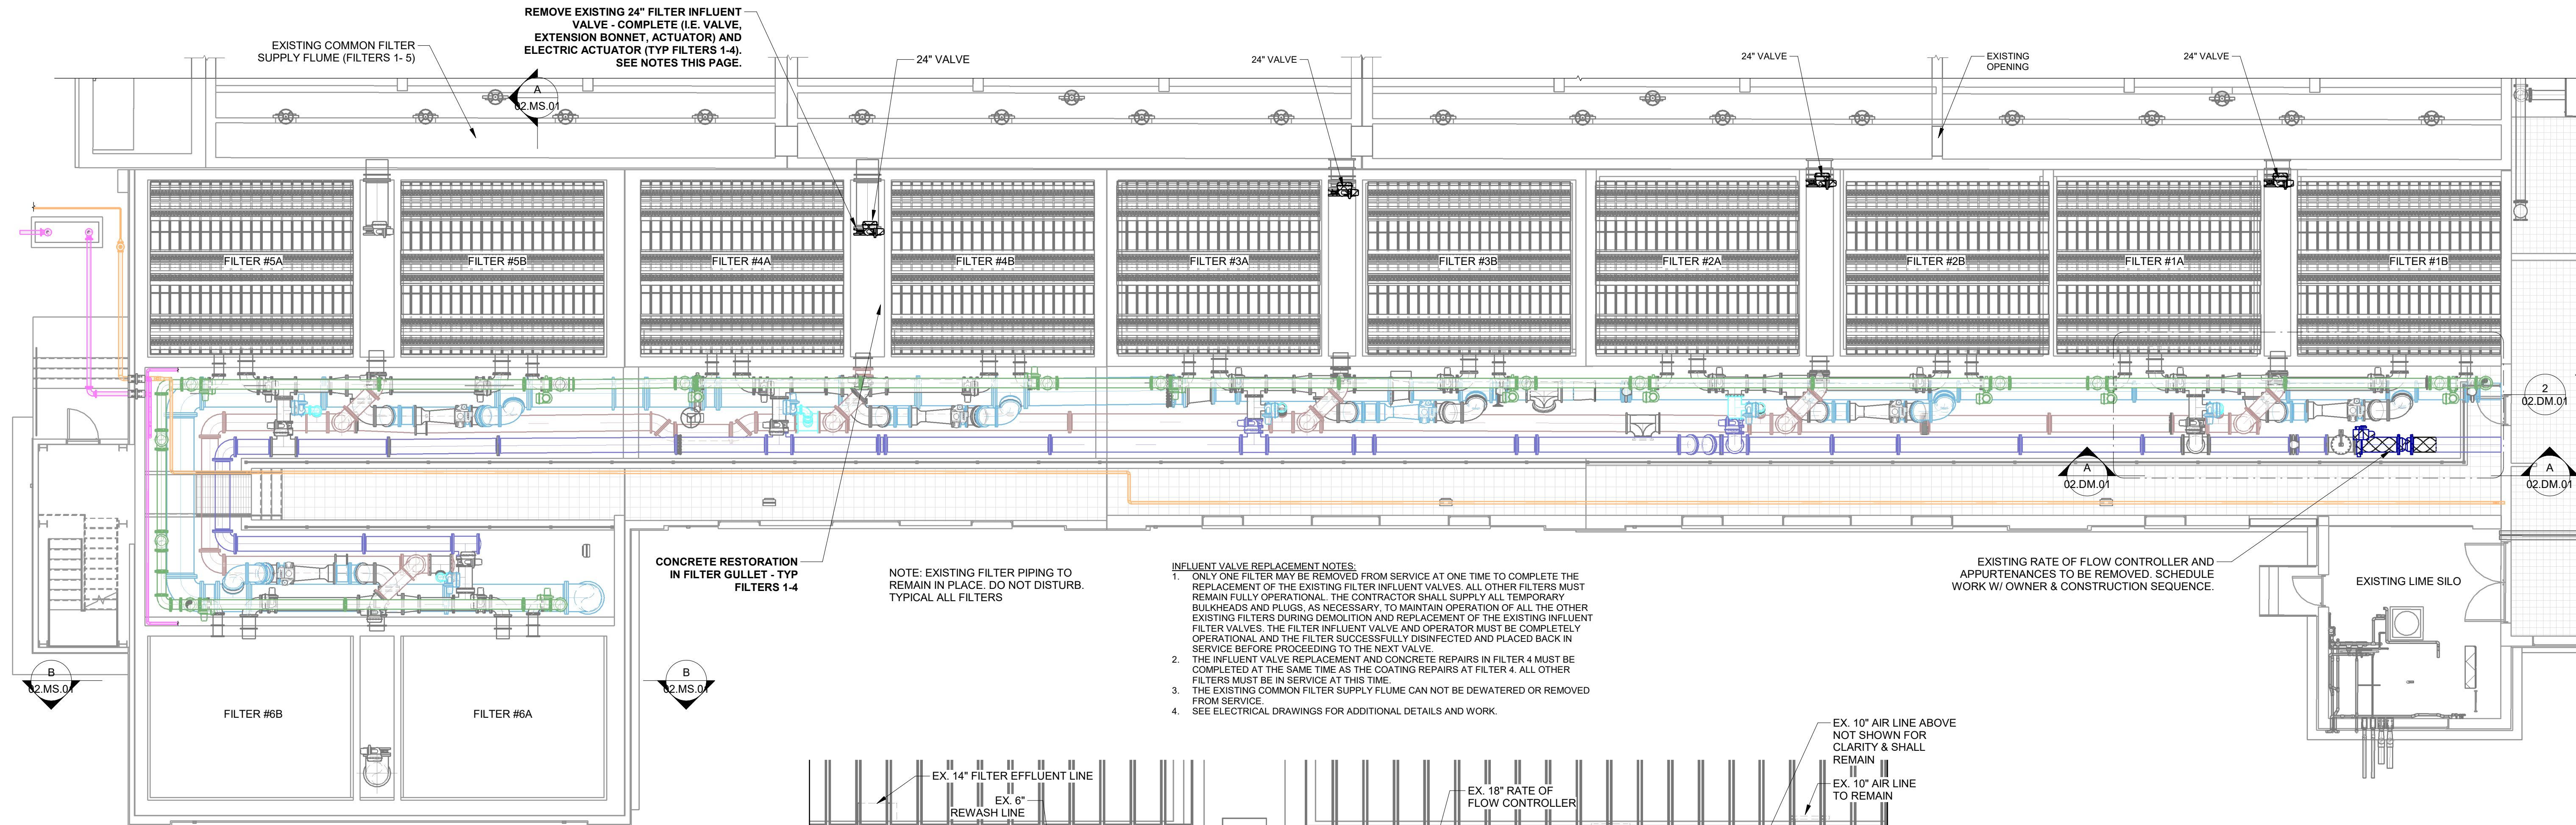 REMOVE EXISTING 24" FILTER INFLUENT
VALVE - COMPLETE (I.E. VALVE,
EXTENSION BONNET, ACTUATOR) AND
ELECTRIC ACTUATOR (TYP FILTERS 1-4).
SEE NOTES THIS PAGE.
EXISTING COMMON FILTER
SUPPLY FLUME (FILTERS 1- 5)
24" VALVE
24" VALVE
24" VALVE
EXISTING
OPENING
24" VALVE
A
02.MS.01
FILTER #5A
FILTER #5B
FILTER #4A
FILTER #4B
FILTER #3A
FILTER #3B
FILTER #2A
FILTER #2B
FILTER #1A
FILTER #1B
2
02.DM.01
A
02.DM.01
A
02.DM.01
CONCRETE RESTORATION
IN FILTER GULLET - TYP
FILTERS 1-4
NOTE: EXISTING FILTER PIPING TO
REMAIN IN PLACE. DO NOT DISTURB.
TYPICAL ALL FILTERS
INFLUENT VALVE REPLACEMENT NOTES:
1. ONLY ONE FILTER MAY BE REMOVED FROM SERVICE AT ONE TIME TO COMPLETE THE
REPLACEMENT OF THE EXISTING FILTER INFLUENT VALVES. ALL OTHER FILTERS MUST
REMAIN FULLY OPERATIONAL. THE CONTRACTOR SHALL SUPPLY ALL TEMPORARY
BULKHEADS AND PLUGS, AS NECESSARY, TO MAINTAIN OPERATION OF ALL THE OTHER
EXISTING FILTERS DURING DEMOLITION AND REPLACEMENT OF THE EXISTING INFLUENT
FILTER VALVES. THE FILTER INFLUENT VALVE AND OPERATOR MUST BE COMPLETELY
OPERATIONAL AND THE FILTER SUCCESSFULLY DISINFECTED AND PLACED BACK IN
SERVICE BEFORE PROCEEDING TO THE NEXT VALVE.
2. THE INFLUENT VALVE REPLACEMENT AND CONCRETE REPAIRS IN FILTER 4 MUST BE
COMPLETED AT THE SAME TIME AS THE COATING REPAIRS AT FILTER 4. ALL OTHER
FILTERS MUST BE IN SERVICE AT THIS TIME.
3. THE EXISTING COMMON FILTER SUPPLY FLUME CAN NOT BE DEWATERED OR REMOVED
FROM SERVICE.
4. SEE ELECTRICAL DRAWINGS FOR ADDITIONAL DETAILS AND WORK.
EXISTING RATE OF FLOW CONTROLLER AND
APPURTENANCES TO BE REMOVED. SCHEDULE
WORK W/ OWNER & CONSTRUCTION SEQUENCE.
EXISTING LIME SILO
B
02.MS.01
B
02.MS.01
FILTER #6B
FILTER #6A
EX. 14" FILTER EFFLUENT LINE
EX. 6"
REWASH LINE
EX. 18" RATE OF
FLOW CONTROLLER
EX. 10" AIR LINE ABOVE
NOT SHOWN FOR
CLARITY & SHALL
REMAIN
EX. 10" AIR LINE
TO REMAIN